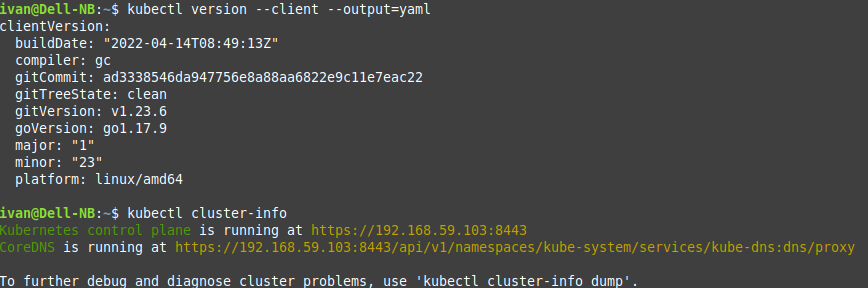 ivan@Dell-NB:~$ kubectl version --client --output=yaml
clientVersion:
  buildDate: "2022-04-14T08:49:13Z"
  compiler: gc
  gitCommit: ad3338546da947756e8a88aa6822e9c11e7eac22
  gitTreeState: clean
  gitVersion: v1.23.6
  goVersion: go1.17.9
  major: "1"
  minor: "23"
  platform: linux/amd64
ivan@Dell-NB:~$ kubectl cluster-info
Kubernetes control plane is running at https://192.168.59.103:8443
CoreDNS is running at https://192.168.59.103:8443/api/v1/namespaces/kube-system/services/kube-dns:dns/proxy
To further debug and diagnose cluster problems, use 'kubectl cluster-info dump'.